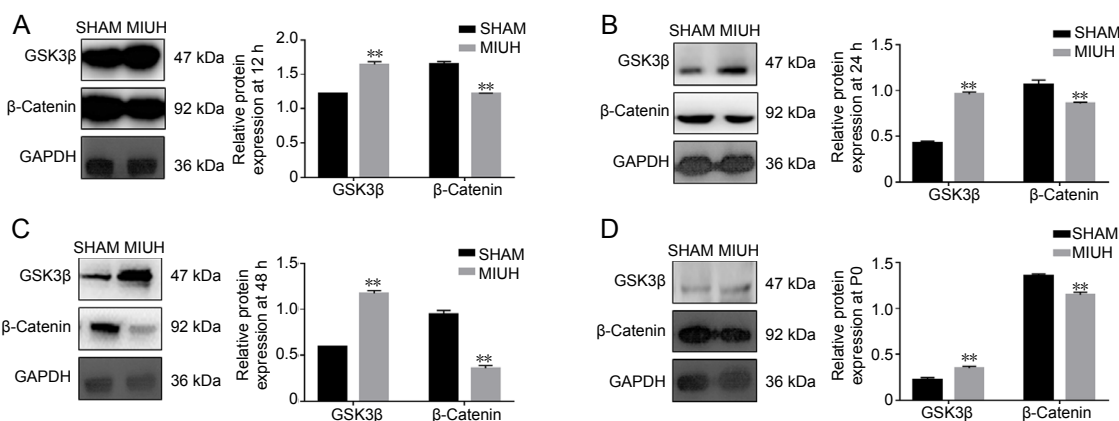 A
SHAM MIUH
GSK3β
47 kDa
β-Catenin
92 kDa
GAPDH
36 kDa
Relative protein
expression at 12 h
2.0
1.5
1.0
0.5
0
**
**
GSK3β
β-Catenin
SHAM
MIUH
B
SHAM MIUH
GSK3β
47 kDa
β-Catenin
92 kDa
GAPDH
36 kDa
Relative protein
expression at 24 h
1.5
1.0
0.5
0
**
**
GSK3β
β-Catenin
SHAM
MIUH
C
SHAM MIUH
GSK3β
47 kDa
β-Catenin
92 kDa
GAPDH
36 kDa
Relative protein
expression at 48 h
1.5
1.0
0.5
0
**
**
GSK3β
β-Catenin
SHAM
MIUH
D
SHAM MIUH
GSK3β
47 kDa
β-Catenin
92 kDa
GAPDH
36 kDa
Relative protein
expression at P0
1.5
1.0
0.5
0
**
**
GSK3β
β-Catenin
SHAM
MIUH